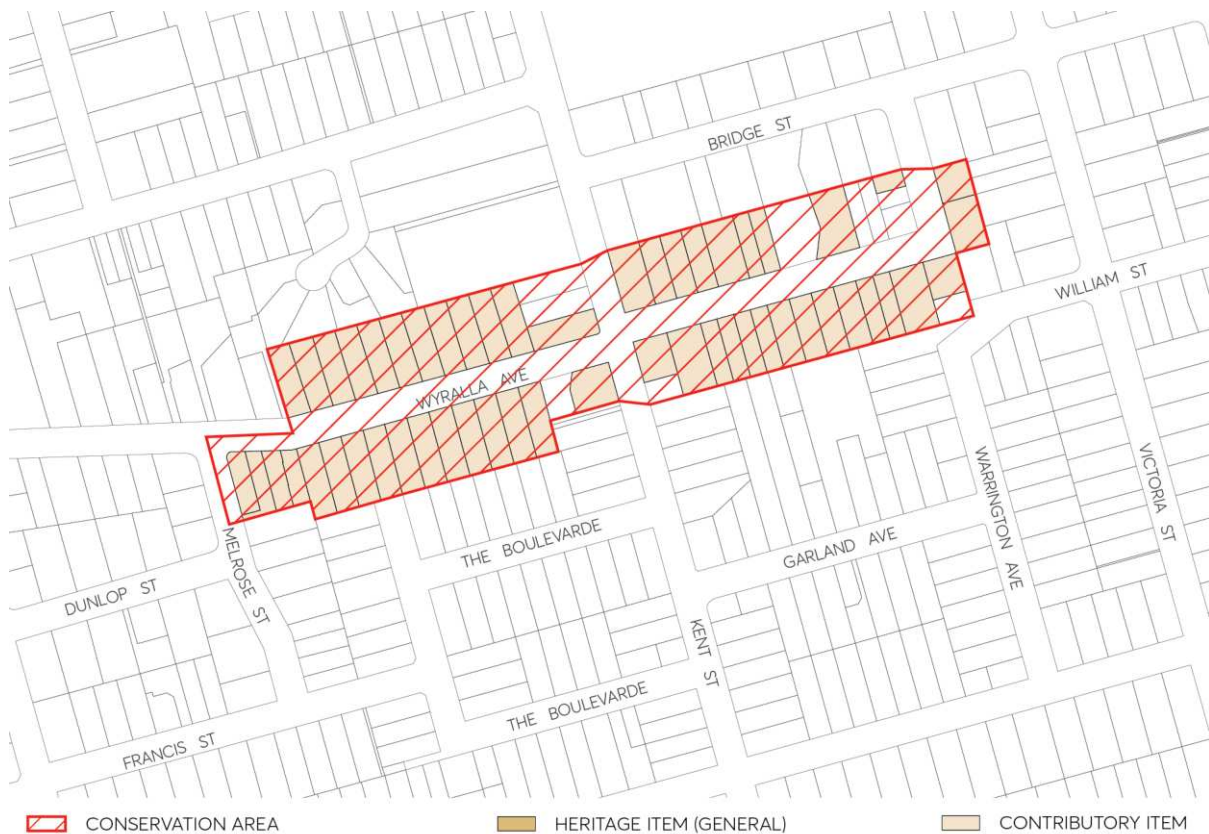 BRIDGE ST
WILLIAM ST
WYRALLA AVE
VICTORIA ST
WARRINGTON AVE
THE BOULEVARDE
GARLAND AVE
MELROSE ST
DUNLOP ST
KENT ST
THE BOULEVARDE
FRANCIS ST
CONSERVATION AREA
HERITAGE ITEM (GENERAL)
CONTRIBUTORY ITEM